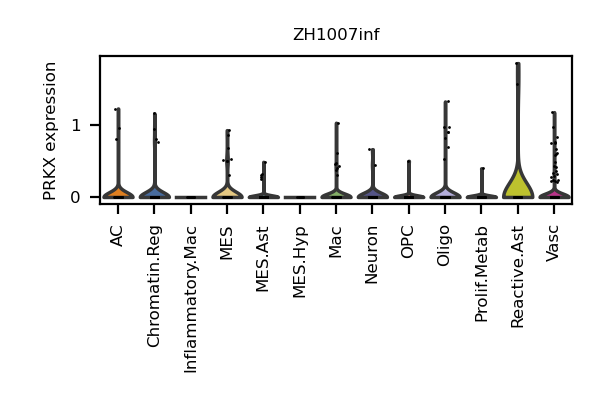 ZH1007inf
PRKX expression
1
0
AC
Chromatin.Reg
Inflammatory.Mac
MES
MES.Ast
MES.Hyp
Mac
Neuron
OPC
Oligo
Prolif.Metab
Reactive.Ast
Vasc